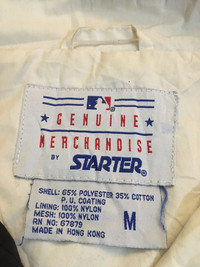 GENUINE
MERCHANDISE
BY STARTER®
SHELL: 65% POLYESTER 35% COTTON
P.U. COATING
LINING: 100% NYLON
MESH: 100% NYLON
RN NO: 67879
MADE IN HONG KONG
M